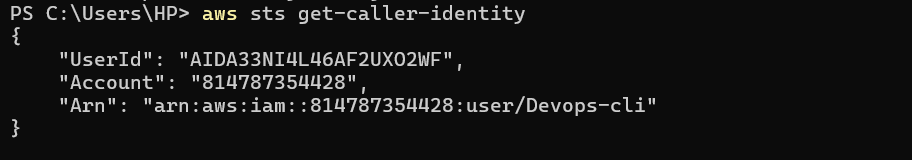 PS C:\Users\HP> aws sts get-caller-identity
{
    "UserId": "AIDA33NI4L46AF2UXO2WF",
    "Account": "814787354428",
    "Arn": "arn:aws:iam::814787354428:user/Devops-cli"
}